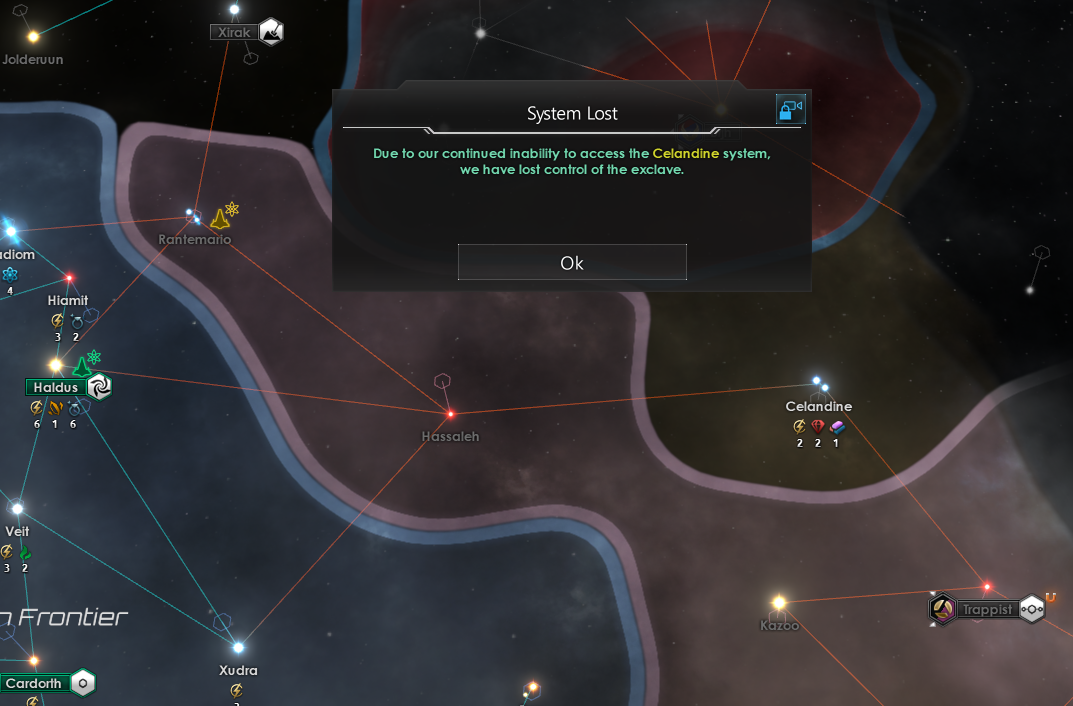 Xirak
Jolderuun
System Lost
Due to our continued inability to access the Celandine system,
we have lost control of the exclave.
Ok
Rantemario
adiom
4
Hiamit
3 2
Haldus
6 1 6
Celandine
2 2 1
Hassaleh
Veit
3 2
n Frontier
Trappist
Kazoo
Xudra
Cardorth